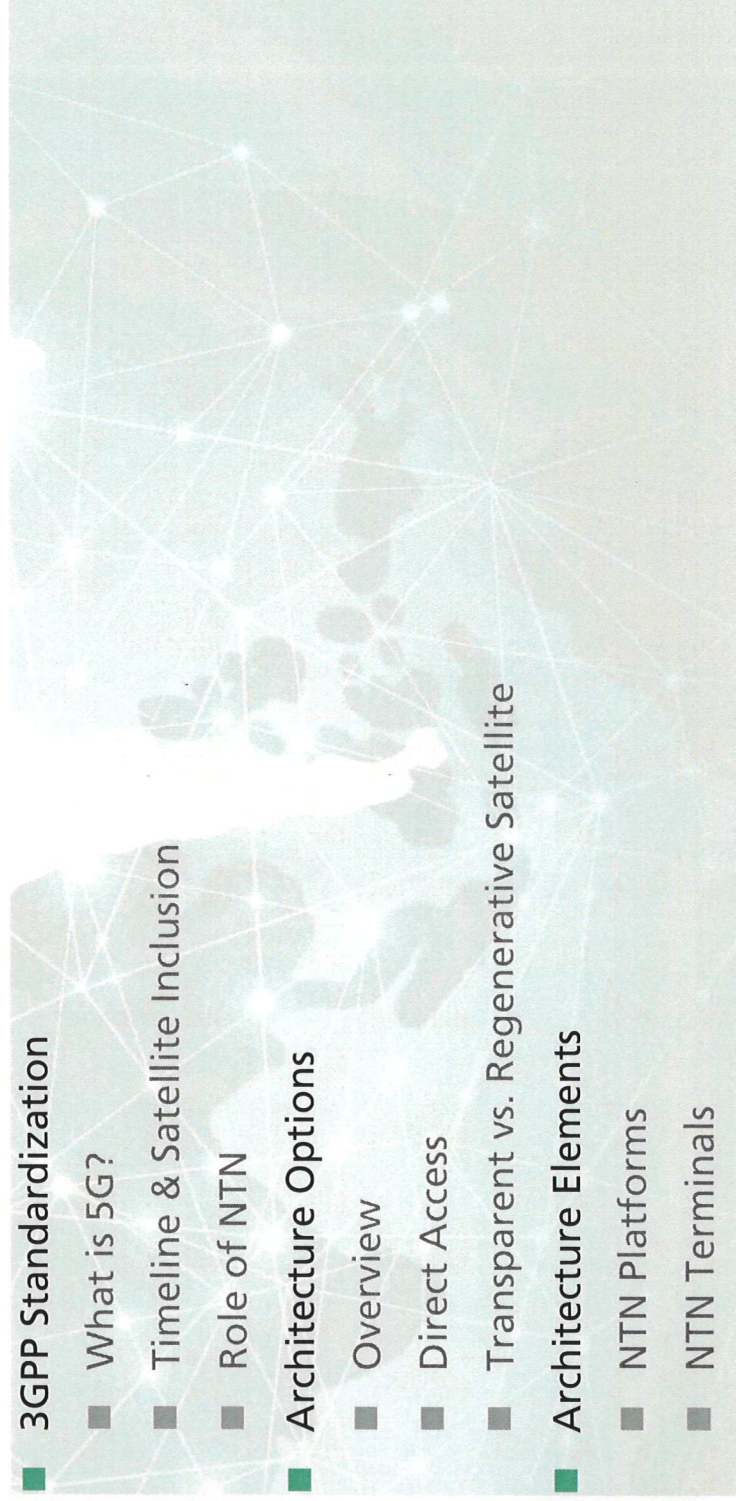 3GPP Standardization
What is 5G?
Timeline & Satellite Inclusion
Role of NTN
Architecture Options
Overview
Direct Access
Transparent vs. Regenerative Satellite
Architecture Elements
NTN Platforms
NTN Terminals